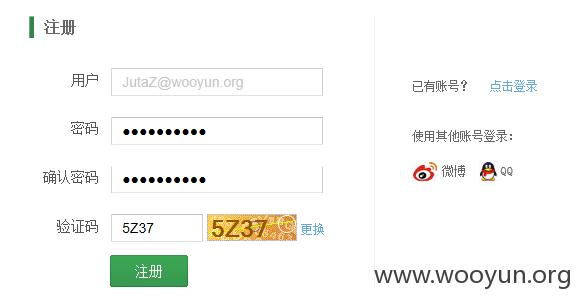 注册
用户 JutaZ@wooyun.org
密码 ••••••••••
确认密码 ••••••••••
验证码 5Z37 5Z37 更换
注册
已有账号？ 点击登录
使用其他账号登录：
微博 QQ
www.wooyun.org